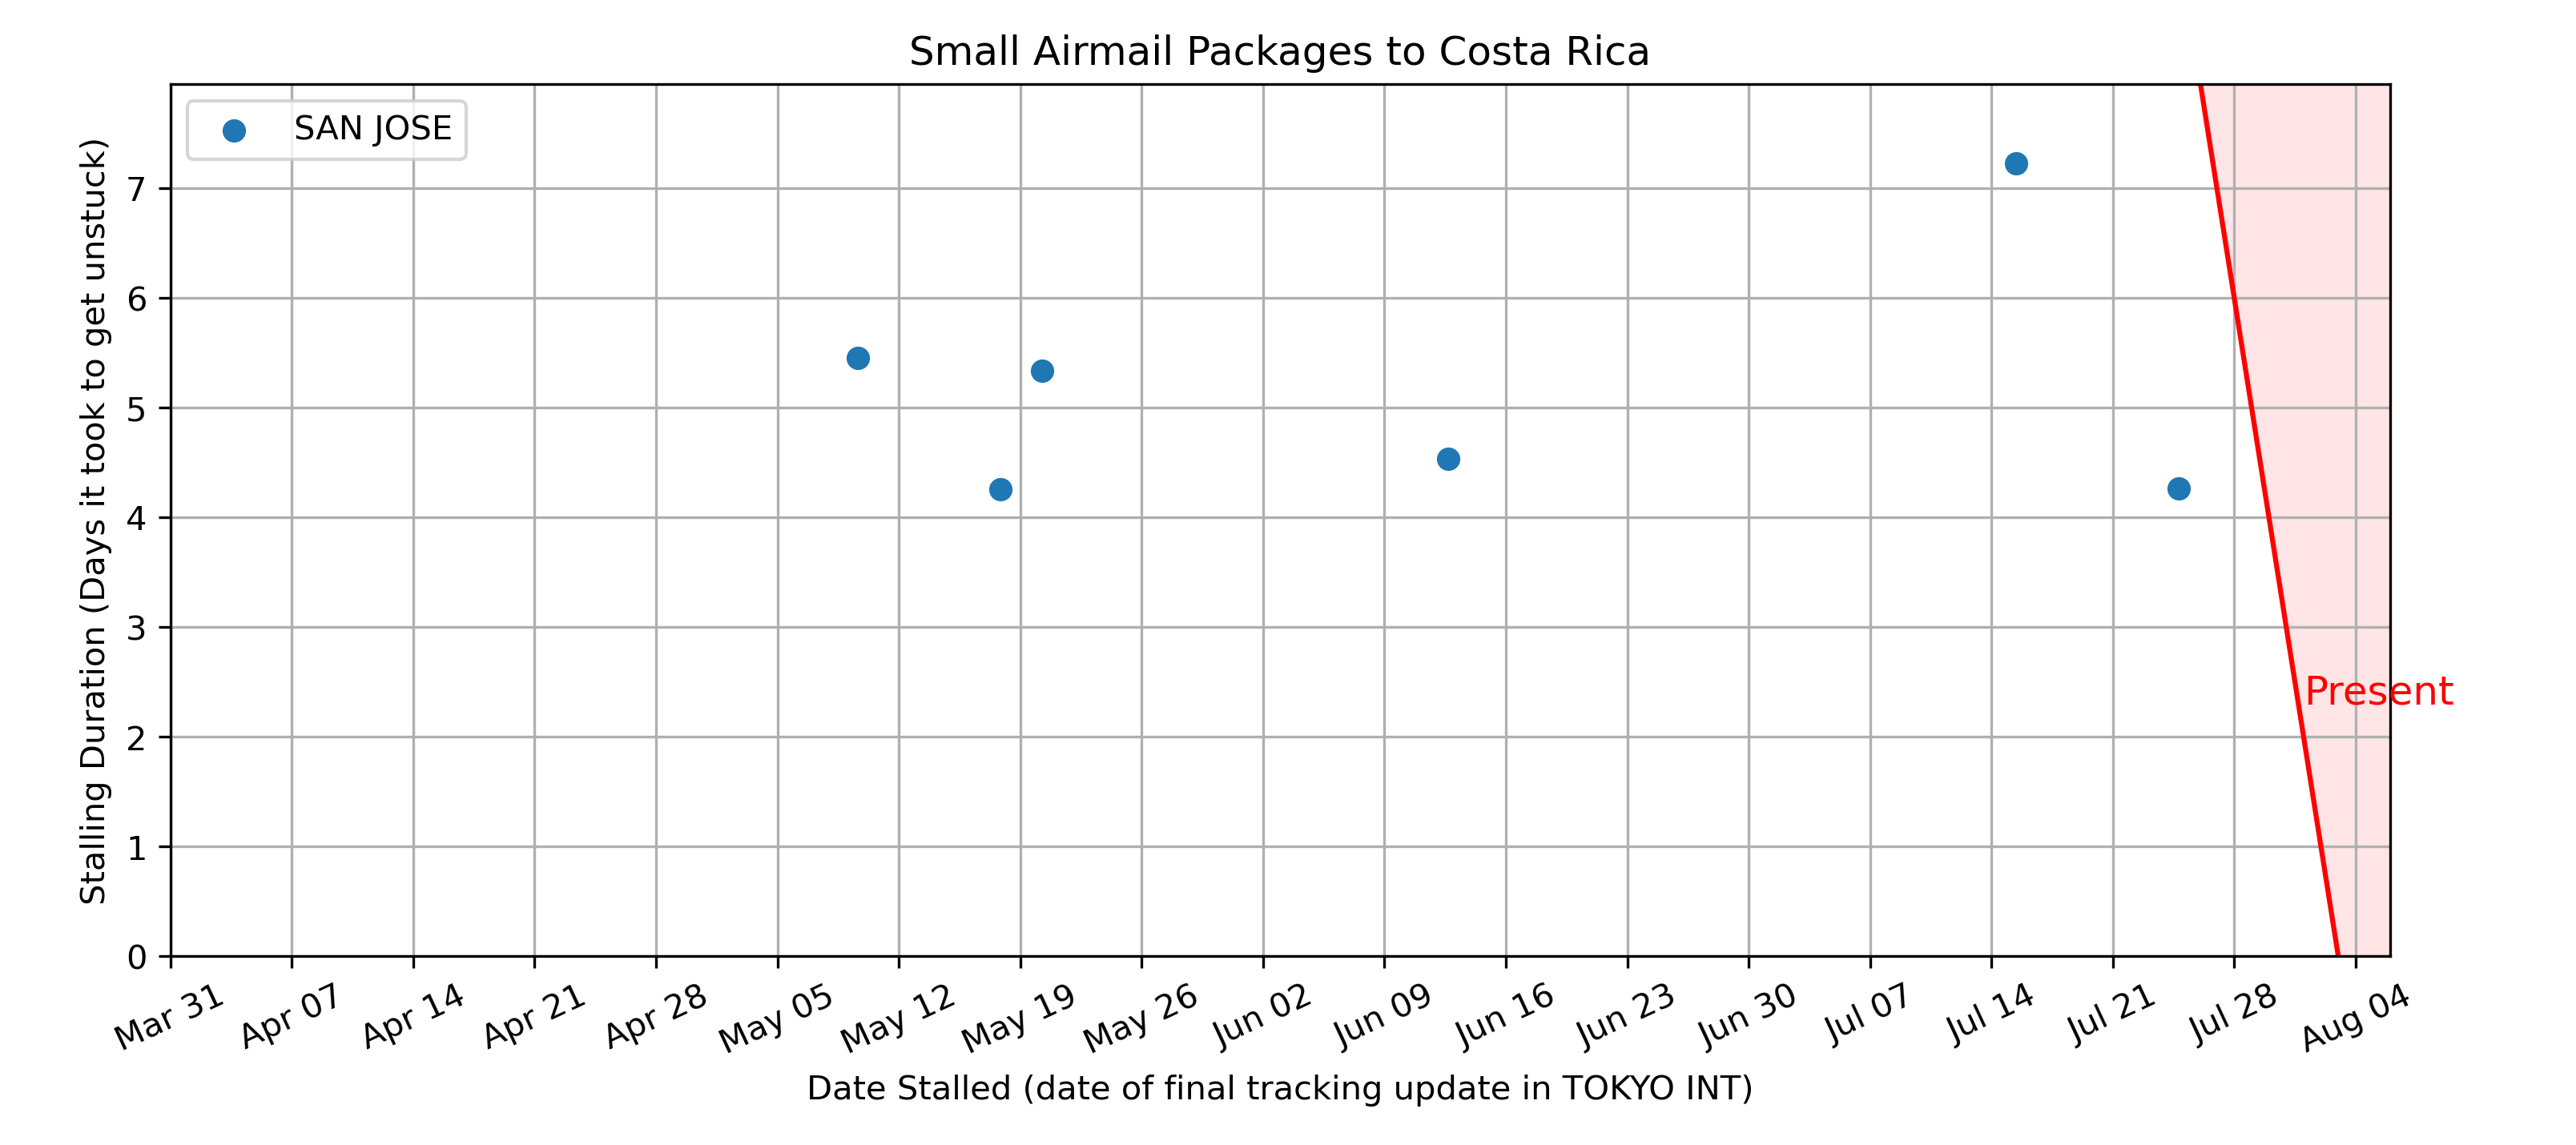 Small Airmail Packages to Costa Rica
SAN JOSE
Stalling Duration (Days it took to get unstuck)
7
6
5
4
3
2
1
0
Present
Mar 31
Apr 07
Apr 14
Apr 21
Apr 28
May 05
May 12
May 19
May 26
Jun 02
Jun 09
Jun 16
Jun 23
Jun 30
Jul 07
Jul 14
Jul 21
Jul 28
Aug 04
Date Stalled (date of final tracking update in TOKYO INT)